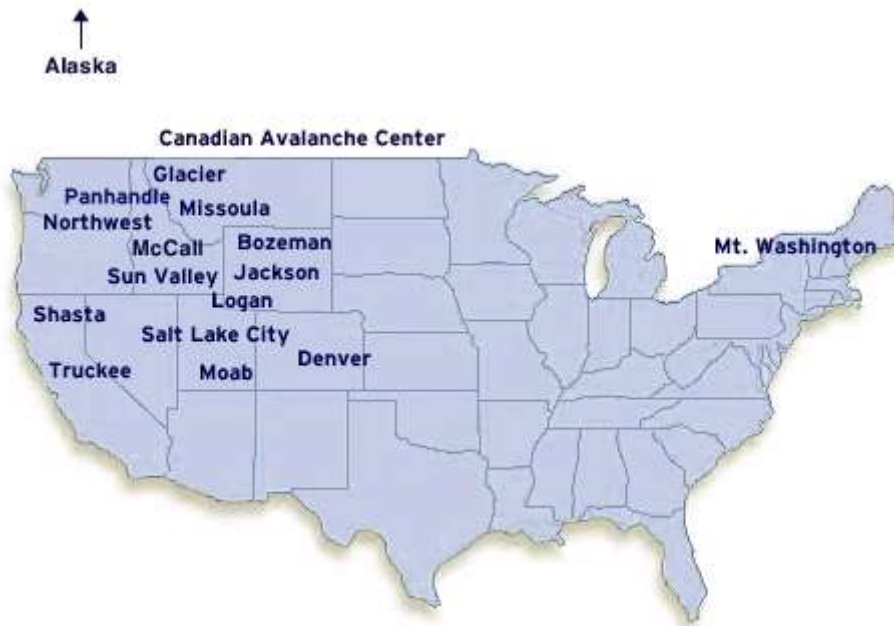 Alaska
Canadian Avalanche Center
Glacier
Panhandle
Missoula
Northwest
McCall
Bozeman
Mt. Washington
Sun Valley
Jackson
Logan
Shasta
Salt Lake City
Denver
Truckee
Moab